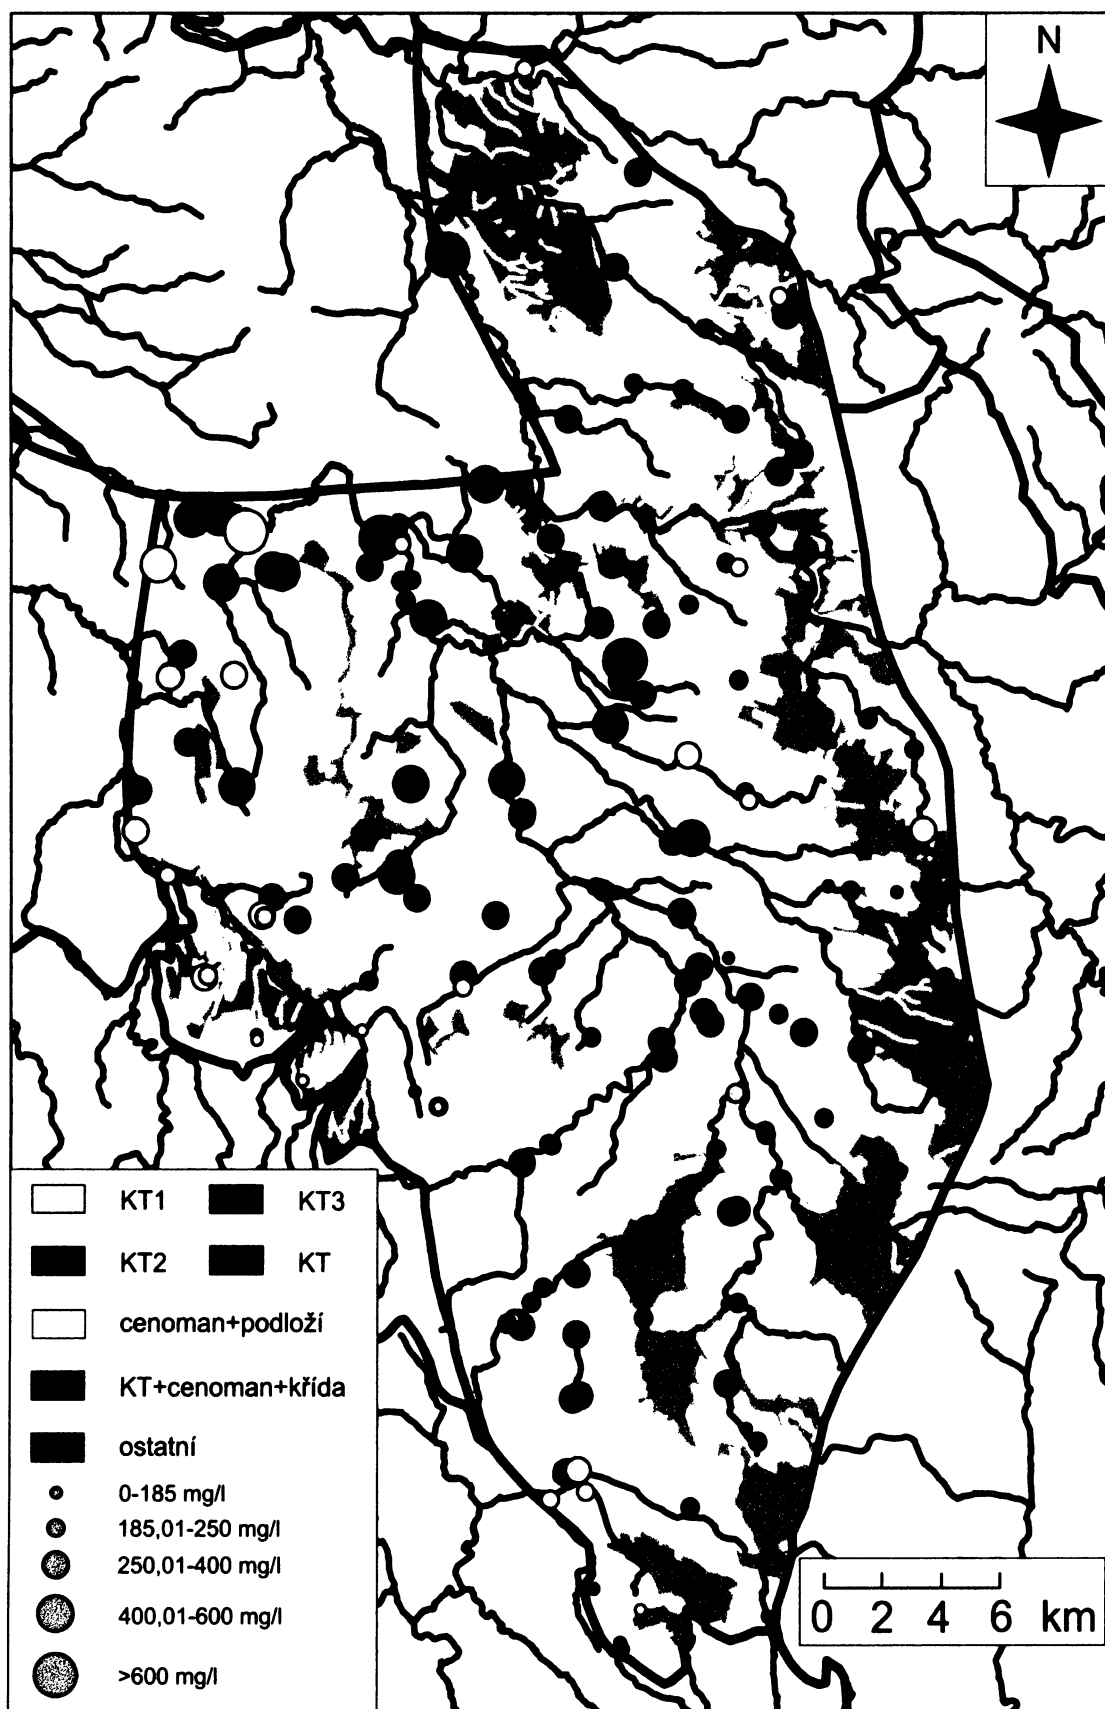 N
KT1 KT3
KT2 KT
cenoman+podloží
KT+cenoman+křída
ostatní
0-185 mg/l
185,01-250 mg/l
250,01-400 mg/l
400,01-600 mg/l
>600 mg/l
0 2 4 6 km